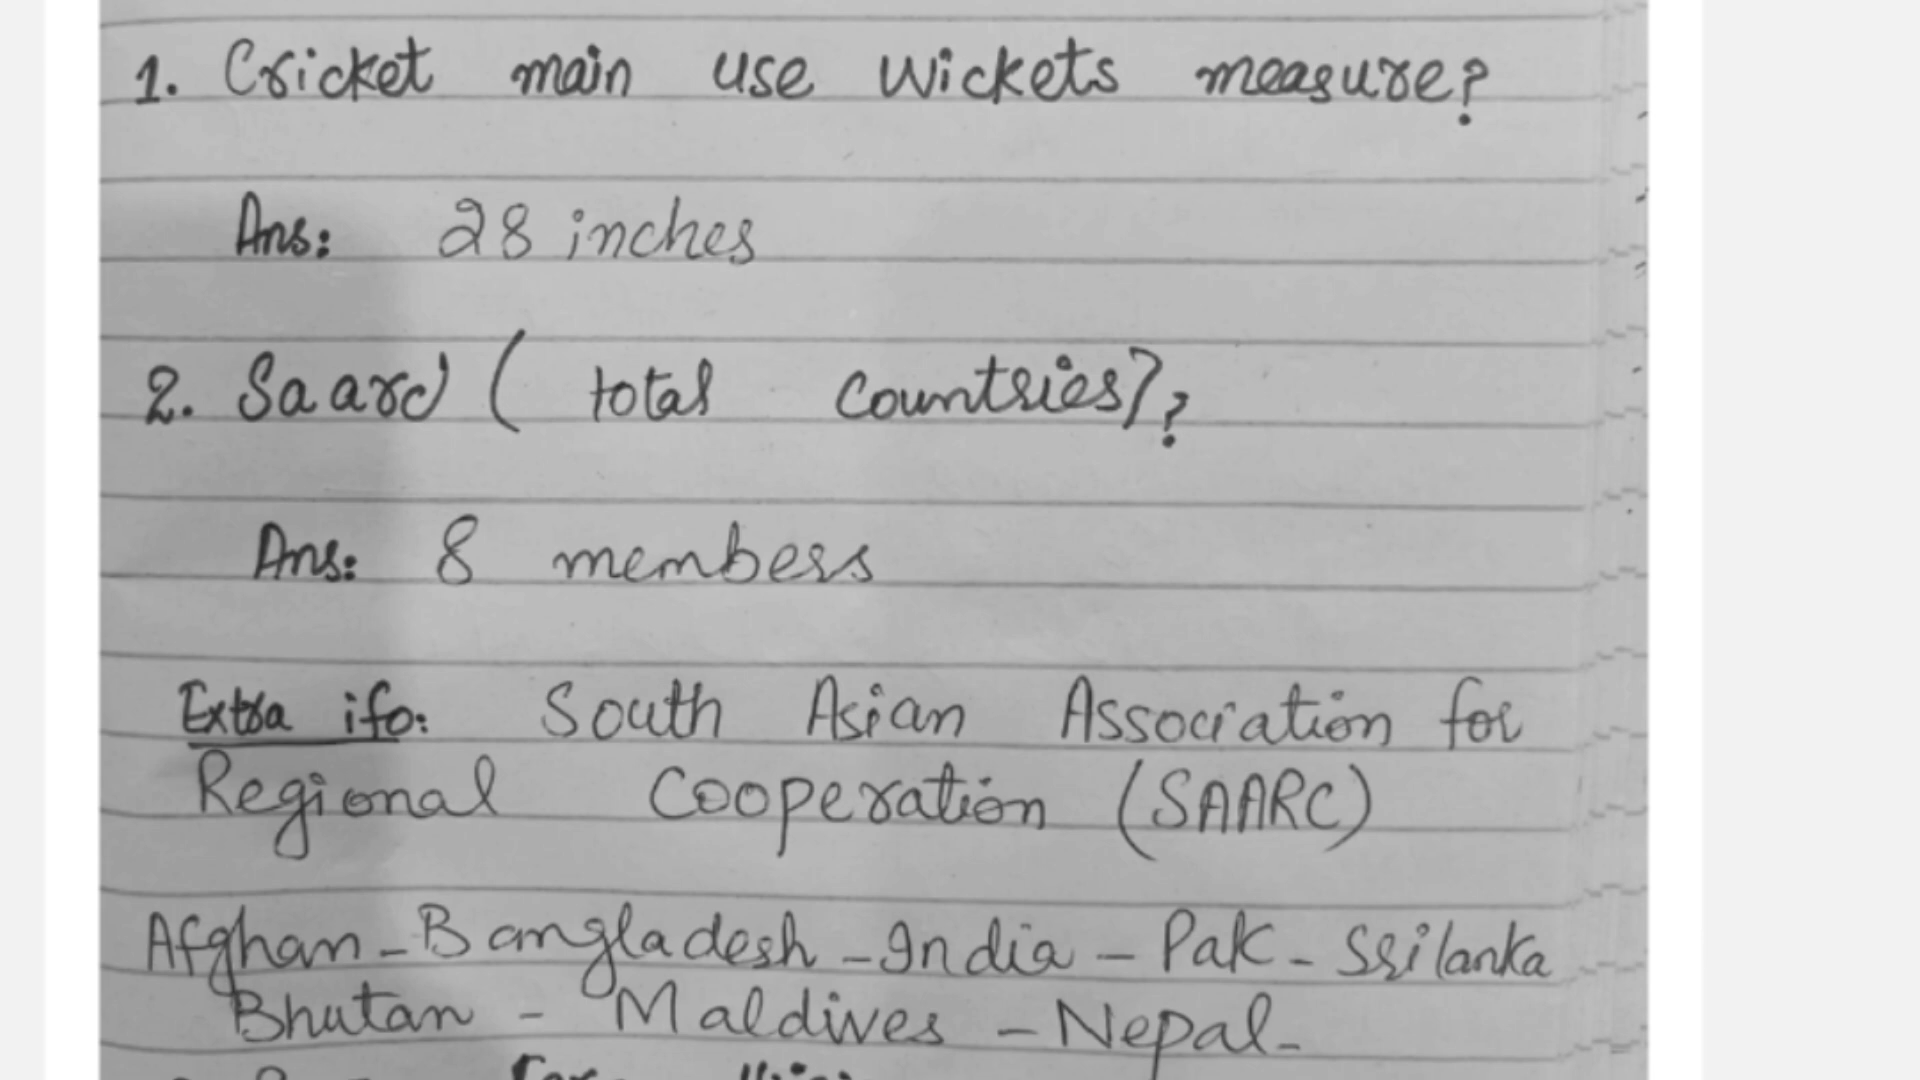 1. Cricket main use wickets measure?
Ans: 28 inches
2. Saarc ( total countries)?
Ans: 8 members
Extra ifo: South Asian Association for
Regional Cooperation (SAARC)
Afghan - Bangladesh - India - Pak - Srilanka
Bhutan - Maldives - Nepal -